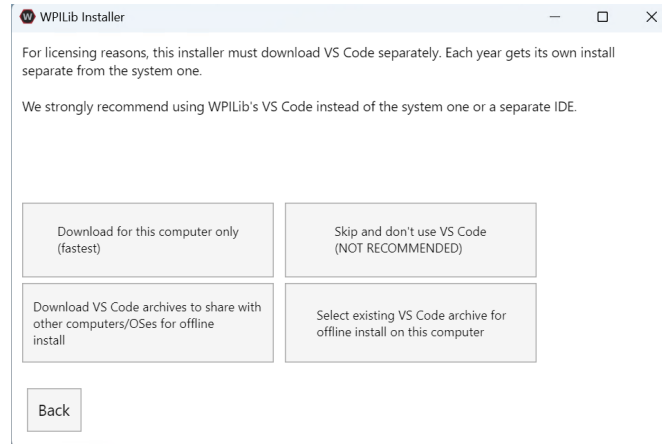 W WPILib Installer
For licensing reasons, this installer must download VS Code separately. Each year gets its own install
separate from the system one.
We strongly recommend using WPILib's VS Code instead of the system one or a separate IDE.
Download for this computer only
(fastest)
Skip and don't use VS Code
(NOT RECOMMENDED)
Download VS Code archives to share with
other computers/OSes for offline
install
Select existing VS Code archive for
offline install on this computer
Back